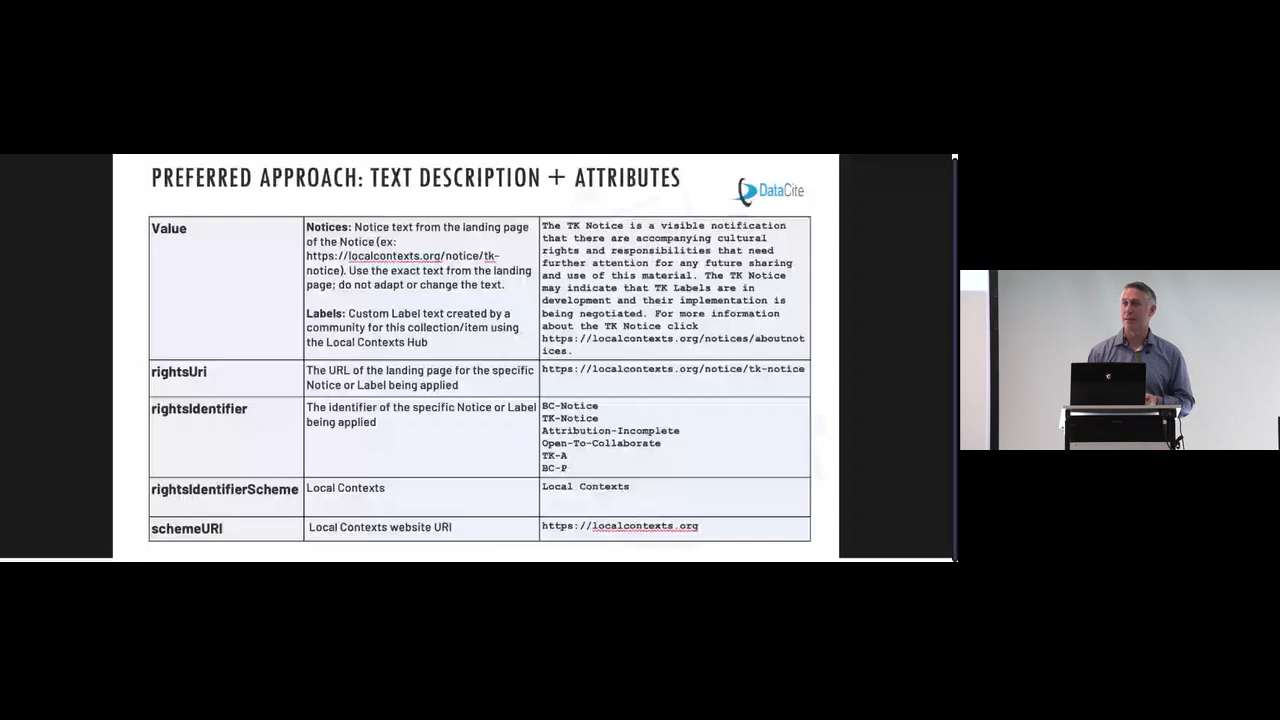 PREFERRED APPROACH: TEXT DESCRIPTION + ATTRIBUTES
DataCite
Value
Notices: Notice text from the landing page
of the Notice (ex:
https://localcontexts.org/notice/tk-
notice). Use the exact text from the landing
page; do not adapt or change the text.
Labels: Custom Label text created by a
community for this collection/item using
the Local Contexts Hub
The TK Notice is a visible notification
that there are accompanying cultural
rights and responsibilities that need
further attention for any future sharing
and use of this material. The TK Notice
may indicate that TK Labels are in
development and their implementation is
being negotiated. For more information
about the TK Notice click
https://localcontexts.org/notices/aboutnot
ices.
rightsUri
The URL of the landing page for the specific
Notice or Label being applied
https://localcontexts.org/notice/tk-notice
rightsIdentifier
The identifier of the specific Notice or Label
being applied
BC-Notice
TK-Notice
Attribution-Incomplete
Open-To-Collaborate
TK-A
BC-P
rightsIdentifierScheme
Local Contexts
Local Contexts
schemeURI
Local Contexts website URI
https://localcontexts.org